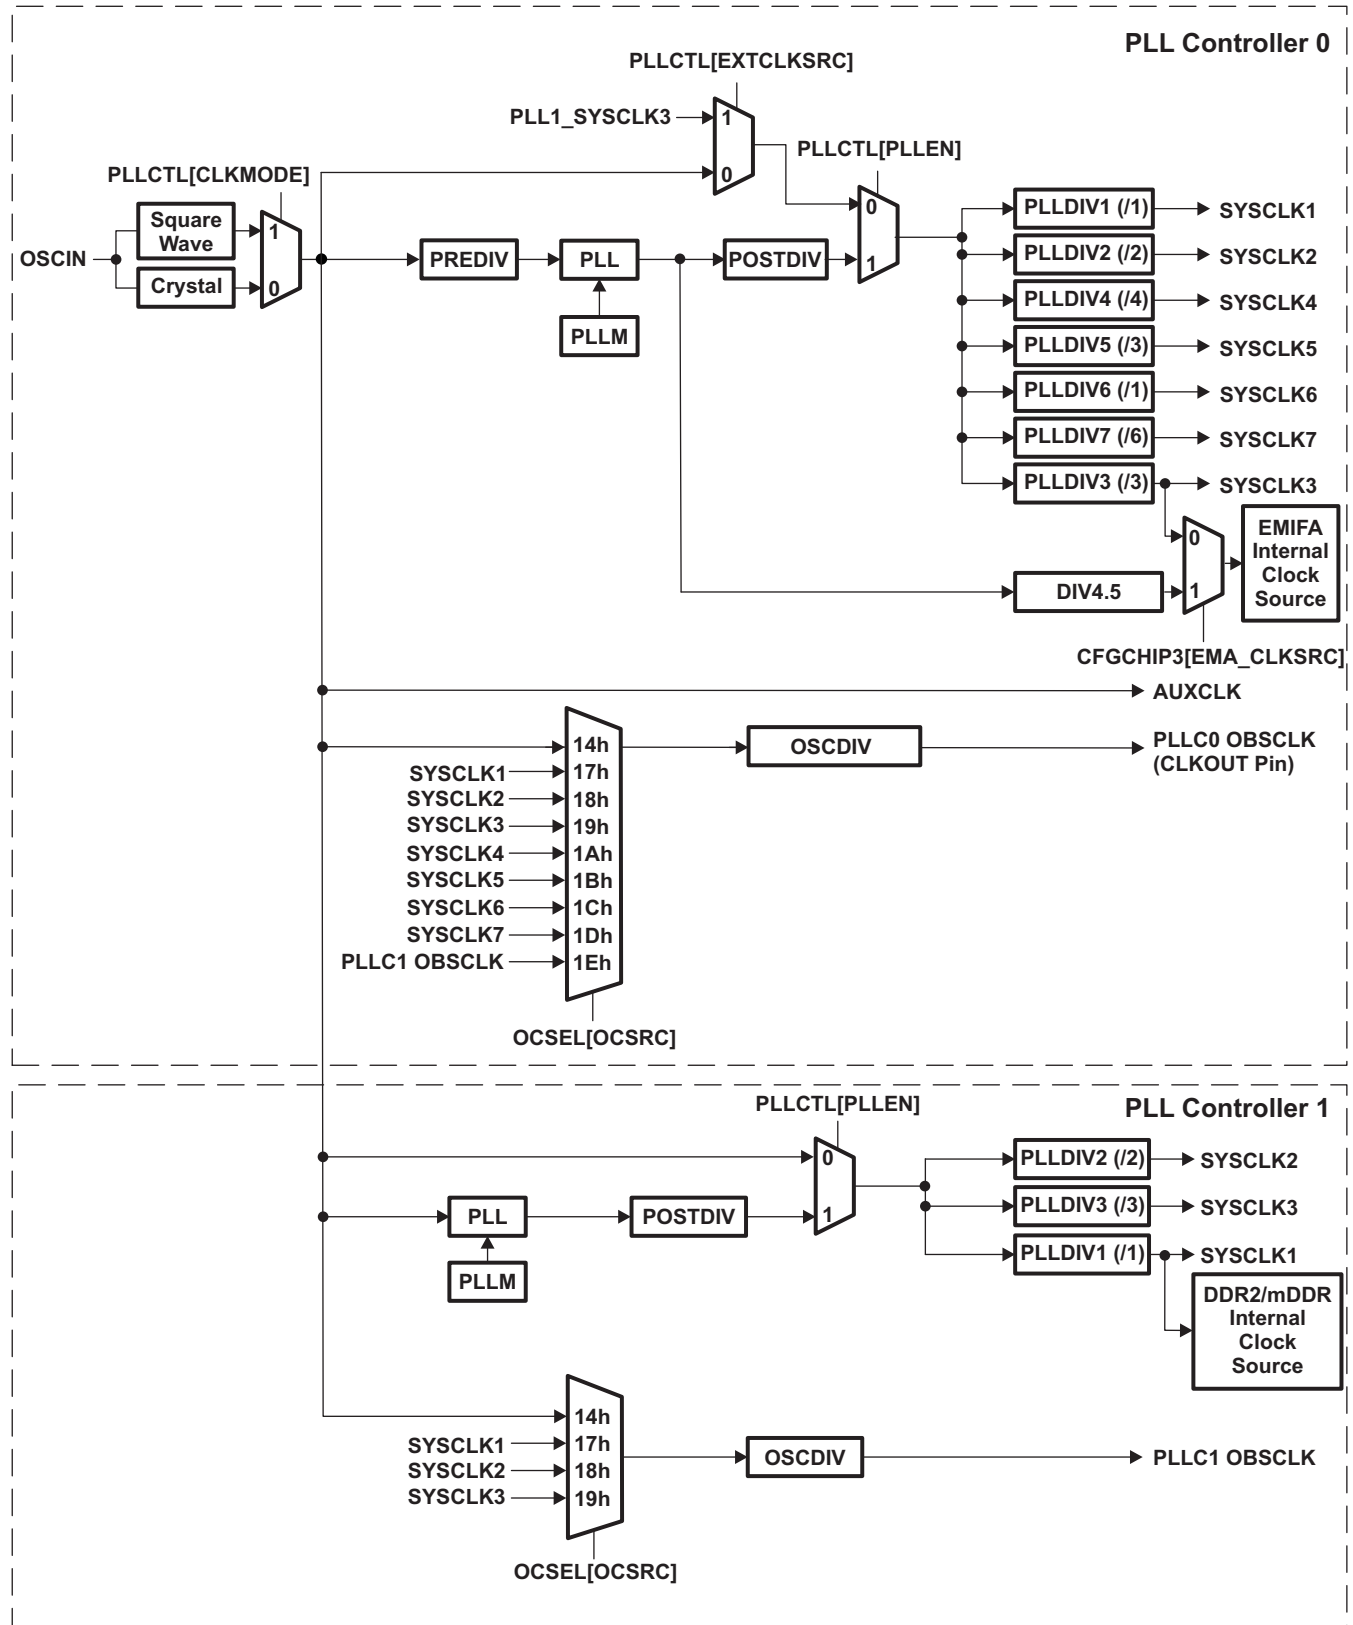 PLL Controller 0
PLLCTL[EXTCLKSRC]
PLL1_SYSCLK3
1
0
PLLCTL[PLLEN]
0
1
PLLCTL[CLKMODE]
OSCIN
Square
Wave
Crystal
1
0
PREDIV
PLL
PLLM
POSTDIV
PLLDIV1 (/1)
SYSCLK1
PLLDIV2 (/2)
SYSCLK2
PLLDIV4 (/4)
SYSCLK4
PLLDIV5 (/3)
SYSCLK5
PLLDIV6 (/1)
SYSCLK6
PLLDIV7 (/6)
SYSCLK7
PLLDIV3 (/3)
SYSCLK3
DIV4.5
0
1
EMIFA
Internal
Clock
Source
CFGCHIP3[EMA_CLKSRC]
AUXCLK
14h
SYSCLK1
17h
SYSCLK2
18h
SYSCLK3
19h
SYSCLK4
1Ah
SYSCLK5
1Bh
SYSCLK6
1Ch
SYSCLK7
1Dh
PLLC1 OBSCLK
1Eh
OCSEL[OCSRC]
OSCDIV
PLLC0 OBSCLK
(CLKOUT Pin)
PLL Controller 1
PLLCTL[PLLEN]
0
1
PLL
PLLM
POSTDIV
PLLDIV2 (/2)
SYSCLK2
PLLDIV3 (/3)
SYSCLK3
PLLDIV1 (/1)
SYSCLK1
DDR2/mDDR
Internal
Clock
Source
14h
SYSCLK1
17h
SYSCLK2
18h
SYSCLK3
19h
OCSEL[OCSRC]
OSCDIV
PLLC1 OBSCLK